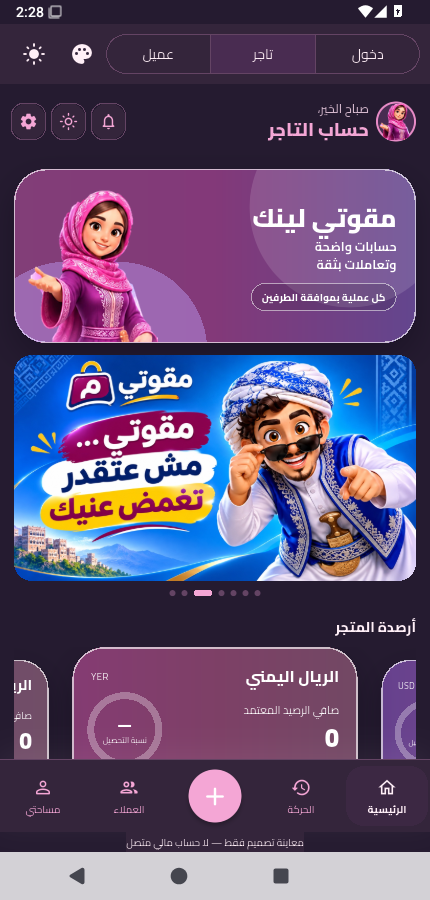 2:28
دخول
تاجر
عميل
صباح الخير،
حساب التاجر
مقوتي لينك
حسابات واضحة
وتعاملات بثقة
كل عملية بموافقة الطرفين
مقوتي
م
مقوتي...
مش عتقدر
تغمض عنيك
أرصدة المتجر
USD
الريال اليمني
YER
صافي الرصيد المعتمد
0
—
نسبة التحصيل
0
الرئيسية
الحركة
+
العملاء
مساحتي
معاينة تصميم فقط — لا حساب مالي متصل